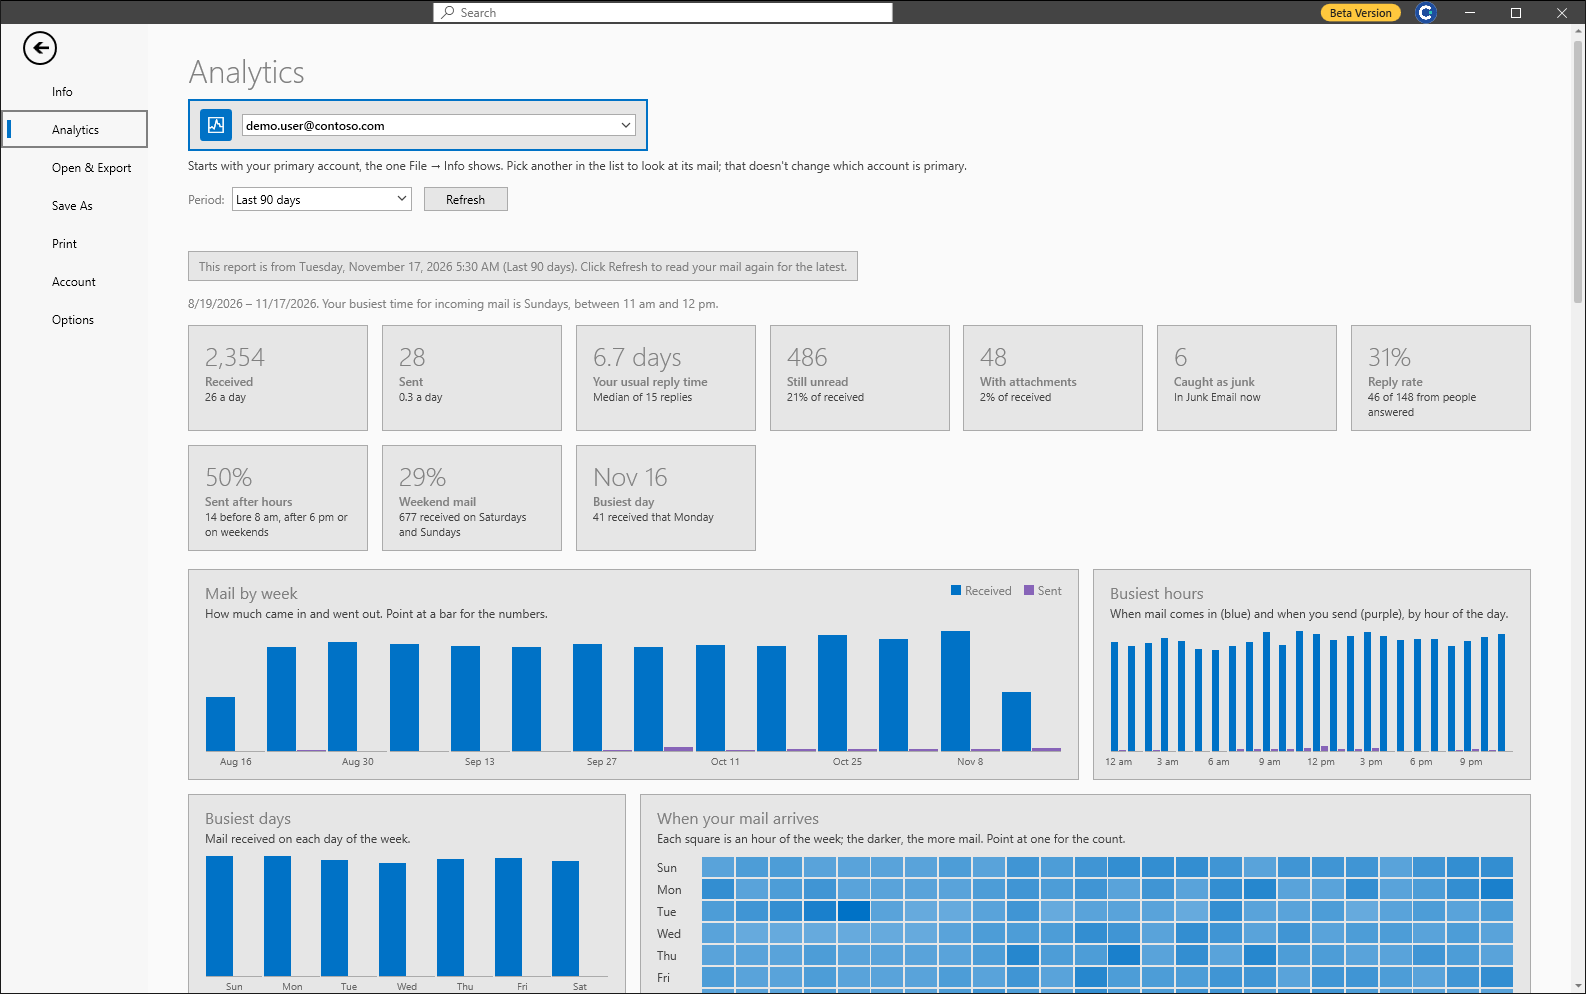 Search
Beta Version
Info
Analytics
Open & Export
Save As
Print
Account
Options
Analytics
demo.user@contoso.com
Starts with your primary account, the one File → Info shows. Pick another in the list to look at its mail; that doesn't change which account is primary.
Period: Last 90 days Refresh
This report is from Tuesday, November 17, 2026 5:30 AM (Last 90 days). Click Refresh to read your mail again for the latest.
8/19/2026 – 11/17/2026. Your busiest time for incoming mail is Sundays, between 11 am and 12 pm.
2,354
Received
26 a day
28
Sent
0.3 a day
6.7 days
Your usual reply time
Median of 15 replies
486
Still unread
21% of received
48
With attachments
2% of received
6
Caught as junk
In Junk Email now
31%
Reply rate
46 of 148 from people
answered
50%
Sent after hours
14 before 8 am, after 6 pm or
on weekends
29%
Weekend mail
677 received on Saturdays
and Sundays
Nov 16
Busiest day
41 received that Monday
Mail by week
Received Sent
How much came in and went out. Point at a bar for the numbers.
Aug 16 Aug 30 Sep 13 Sep 27 Oct 11 Oct 25 Nov 8
Busiest hours
When mail comes in (blue) and when you send (purple), by hour of the day.
12 am 3 am 6 am 9 am 12 pm 3 pm 6 pm 9 pm
Busiest days
Mail received on each day of the week.
Sun Mon Tue Wed Thu Fri Sat
When your mail arrives
Each square is an hour of the week; the darker, the more mail. Point at one for the count.
Sun
Mon
Tue
Wed
Thu
Fri